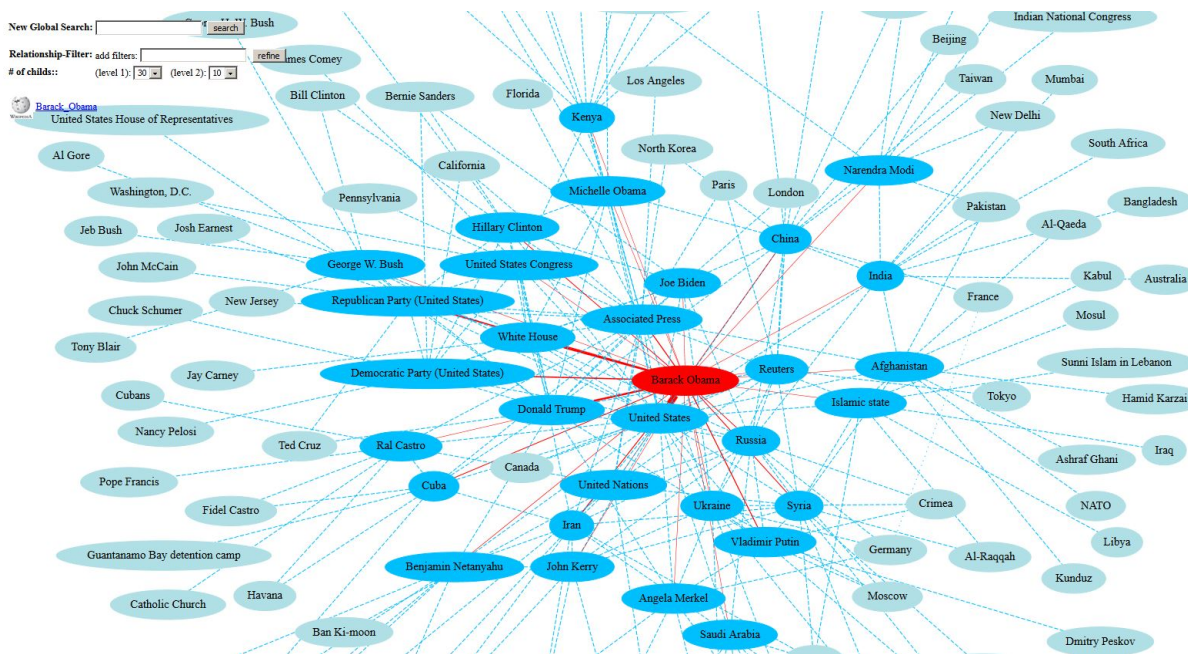 New Global Search: search
Relationship-Filter: add filters: refine
# of childs:: (level 1): 30 (level 2): 10
Barack_Obama
W. Bush
James Comey
Indian National Congress
Beijing
Bill Clinton
Bernie Sanders
Florida
Los Angeles
Taiwan
Mumbai
United States House of Representatives
Kenya
New Delhi
Al Gore
California
North Korea
South Africa
Washington, D.C.
Pennsylvania
Michelle Obama
Paris
London
Narendra Modi
Jeb Bush
Josh Earnest
Hillary Clinton
China
Pakistan
Bangladesh
Al-Qaeda
John McCain
George W. Bush
United States Congress
Joe Biden
India
Kabul
Australia
New Jersey
Republican Party (United States)
France
Chuck Schumer
Associated Press
Mosul
White House
Tony Blair
Jay Carney
Democratic Party (United States)
Barack Obama
Reuters
Afghanistan
Sunni Islam in Lebanon
Cubans
Donald Trump
United States
Islamic state
Tokyo
Hamid Karzai
Nancy Pelosi
Ted Cruz
Ral Castro
Russia
Iraq
Pope Francis
Canada
Ashraf Ghani
Cuba
United Nations
Fidel Castro
Ukraine
Syria
Crimea
NATO
Iran
Vladimir Putin
Libya
Guantanamo Bay detention camp
Benjamin Netanyahu
John Kerry
Germany
Al-Raqqah
Kunduz
Catholic Church
Havana
Angela Merkel
Moscow
Ban Ki-moon
Saudi Arabia
Dmitry Peskov